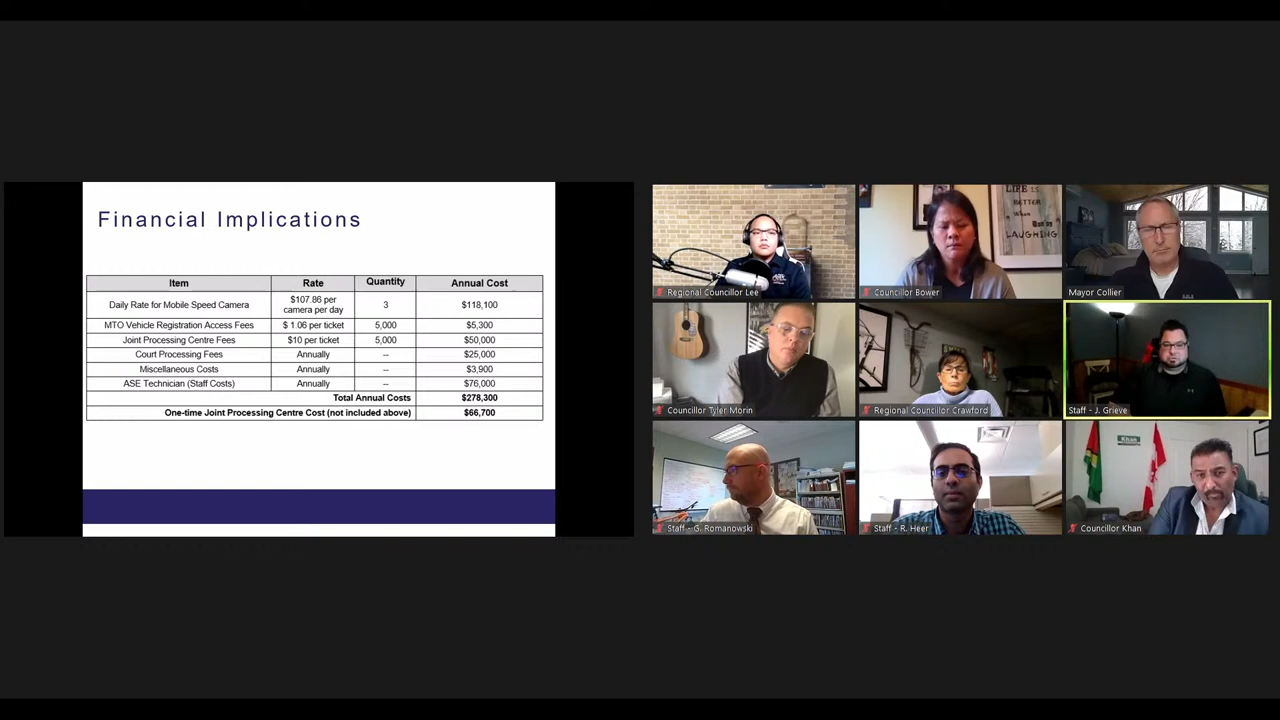 Financial Implications
Item Rate Quantity Annual Cost
Daily Rate for Mobile Speed Camera $107.86 per camera per day 3 $118,100
MTO Vehicle Registration Access Fees $ 1.06 per ticket 5,000 $5,300
Joint Processing Centre Fees $10 per ticket 5,000 $50,000
Court Processing Fees Annually -- $25,000
Miscellaneous Costs Annually -- $3,900
ASE Technician (Staff Costs) Annually -- $76,000
Total Annual Costs $278,300
One-time Joint Processing Centre Cost (not included above) $66,700
Regional Councillor Lee
LIFE is
BETTER
When
LAUGHING
Councillor Bower
Mayor Collier
Councillor Tyler Morin
Regional Councillor Crawford
Staff - J. Grieve
Staff - G. Romanowski
Staff - R. Heer
Khan
Councillor Khan